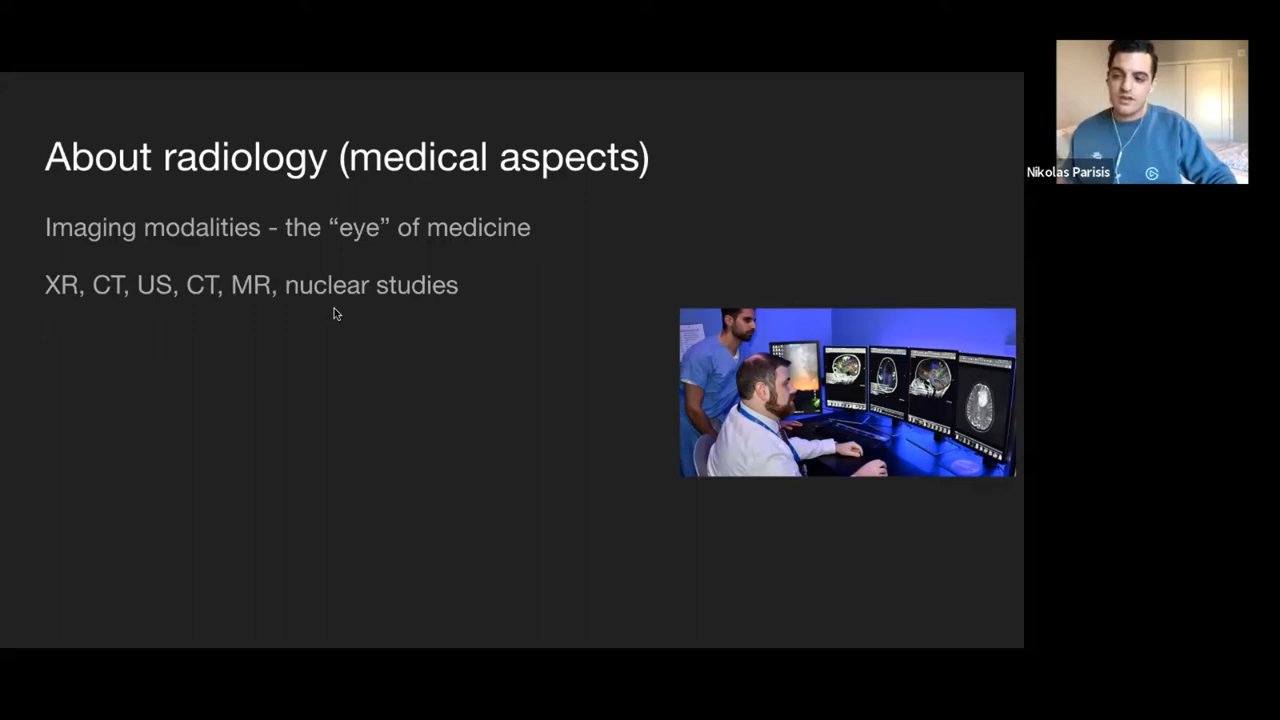 About radiology (medical aspects)
Imaging modalities - the “eye” of medicine
XR, CT, US, CT, MR, nuclear studies
Nikolas Parisis